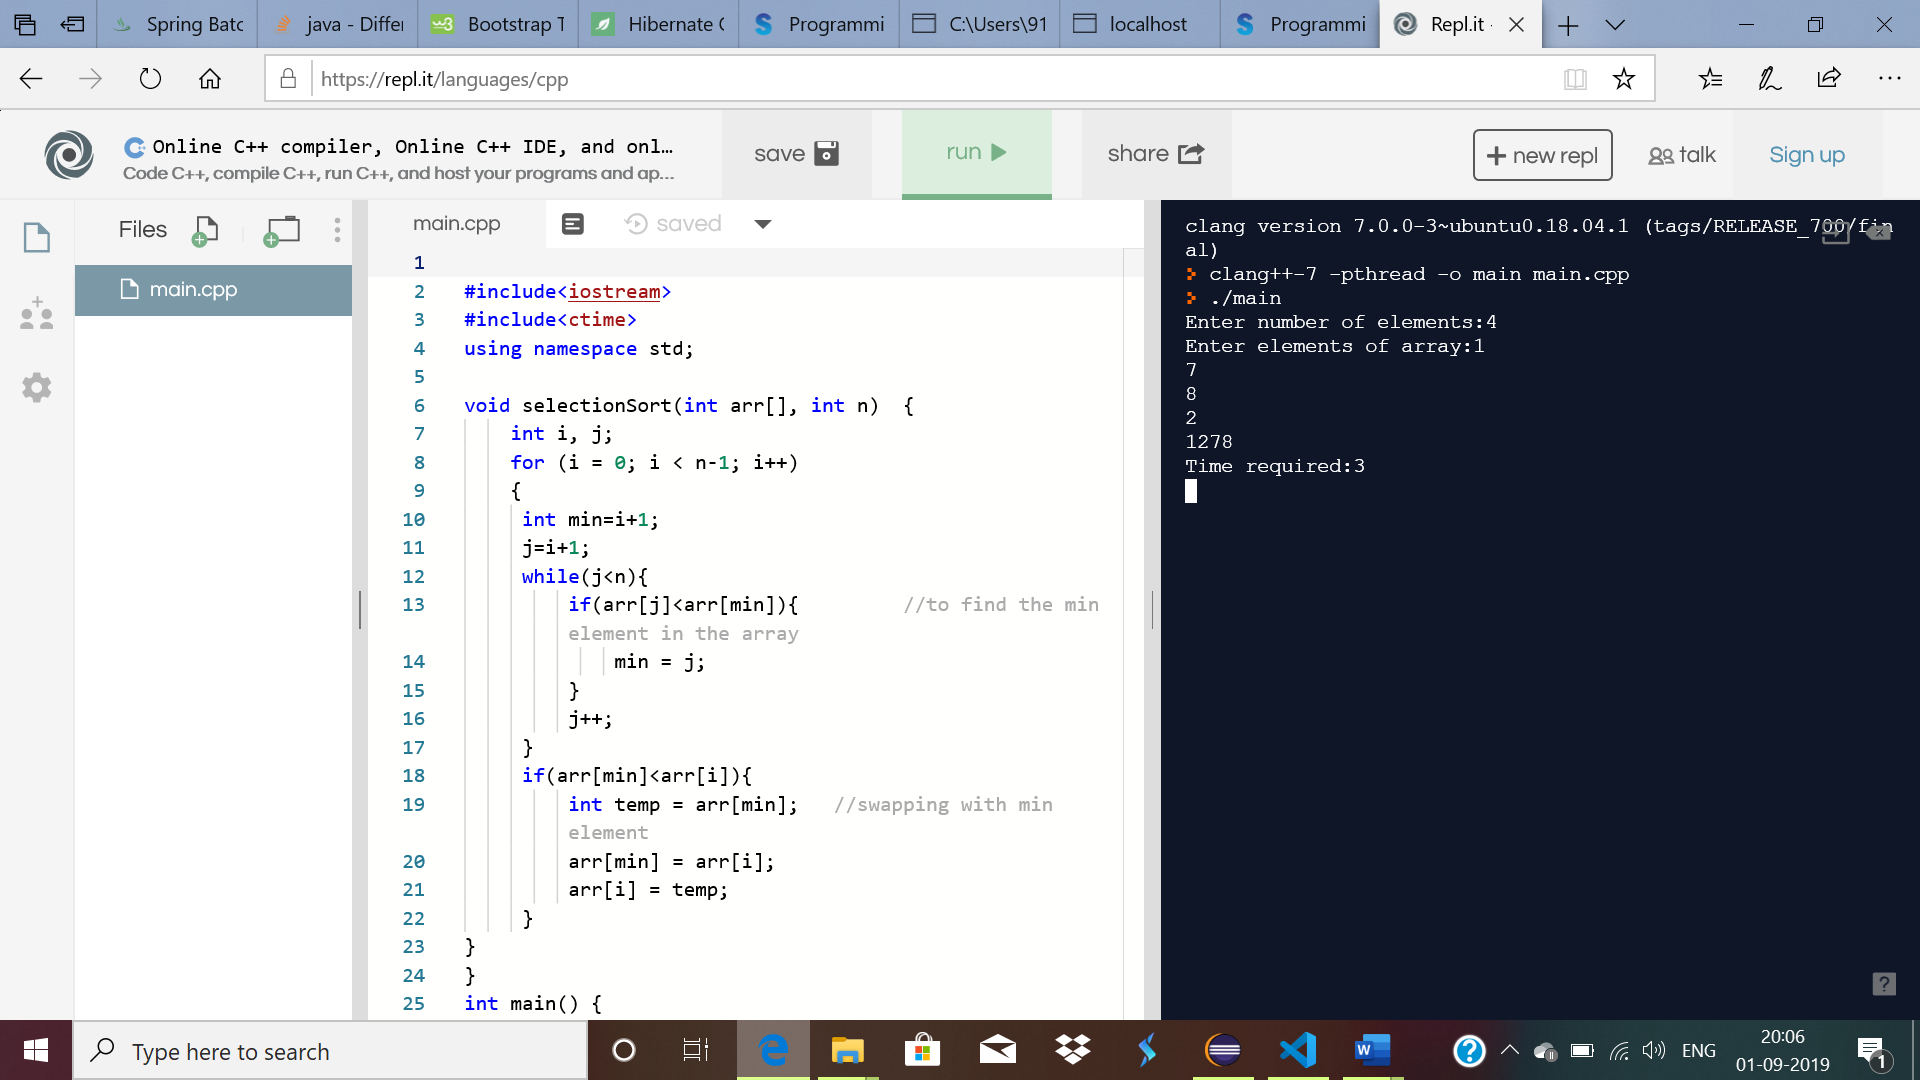 Spring Batc
java - Differ
Bootstrap T
Hibernate C
Programmi
C:\Users\91
localhost
Programmi
Repl.it -
https://repl.it/languages/cpp
Online C++ compiler, Online C++ IDE, and onl...
Code C++, compile C++, run C++, and host your programs and ap...
save
run
share
+ new repl
talk
Sign up
Files
main.cpp
main.cpp
saved
1
2 #include<iostream>
3 #include<ctime>
4 using namespace std;
5
6 void selectionSort(int arr[], int n)  {
7 int i, j;
8 for (i = 0; i < n-1; i++)
9 {
10 int min=i+1;
11 j=i+1;
12 while(j<n){
13 if(arr[j]<arr[min]){ //to find the min
element in the array
14 min = j;
15 }
16 j++;
17 }
18 if(arr[min]<arr[i]){
19 int temp = arr[min]; //swapping with min
element
20 arr[min] = arr[i];
21 arr[i] = temp;
22 }
23 }
24 }
25 int main() {
clang version 7.0.0-3~ubuntu0.18.04.1 (tags/RELEASE_700/fin
al)
clang++-7 -pthread -o main main.cpp
./main
Enter number of elements:4
Enter elements of array:1
7
8
2
1278
Time required:3
?
Type here to search
ENG
20:06
01-09-2019
1